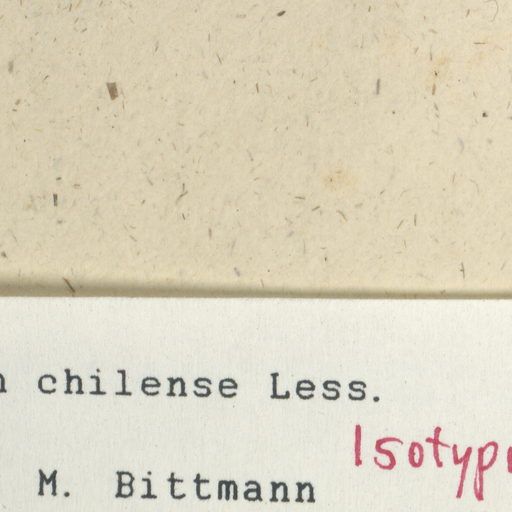 chilense Less.
Isotyp
M. Bittmann